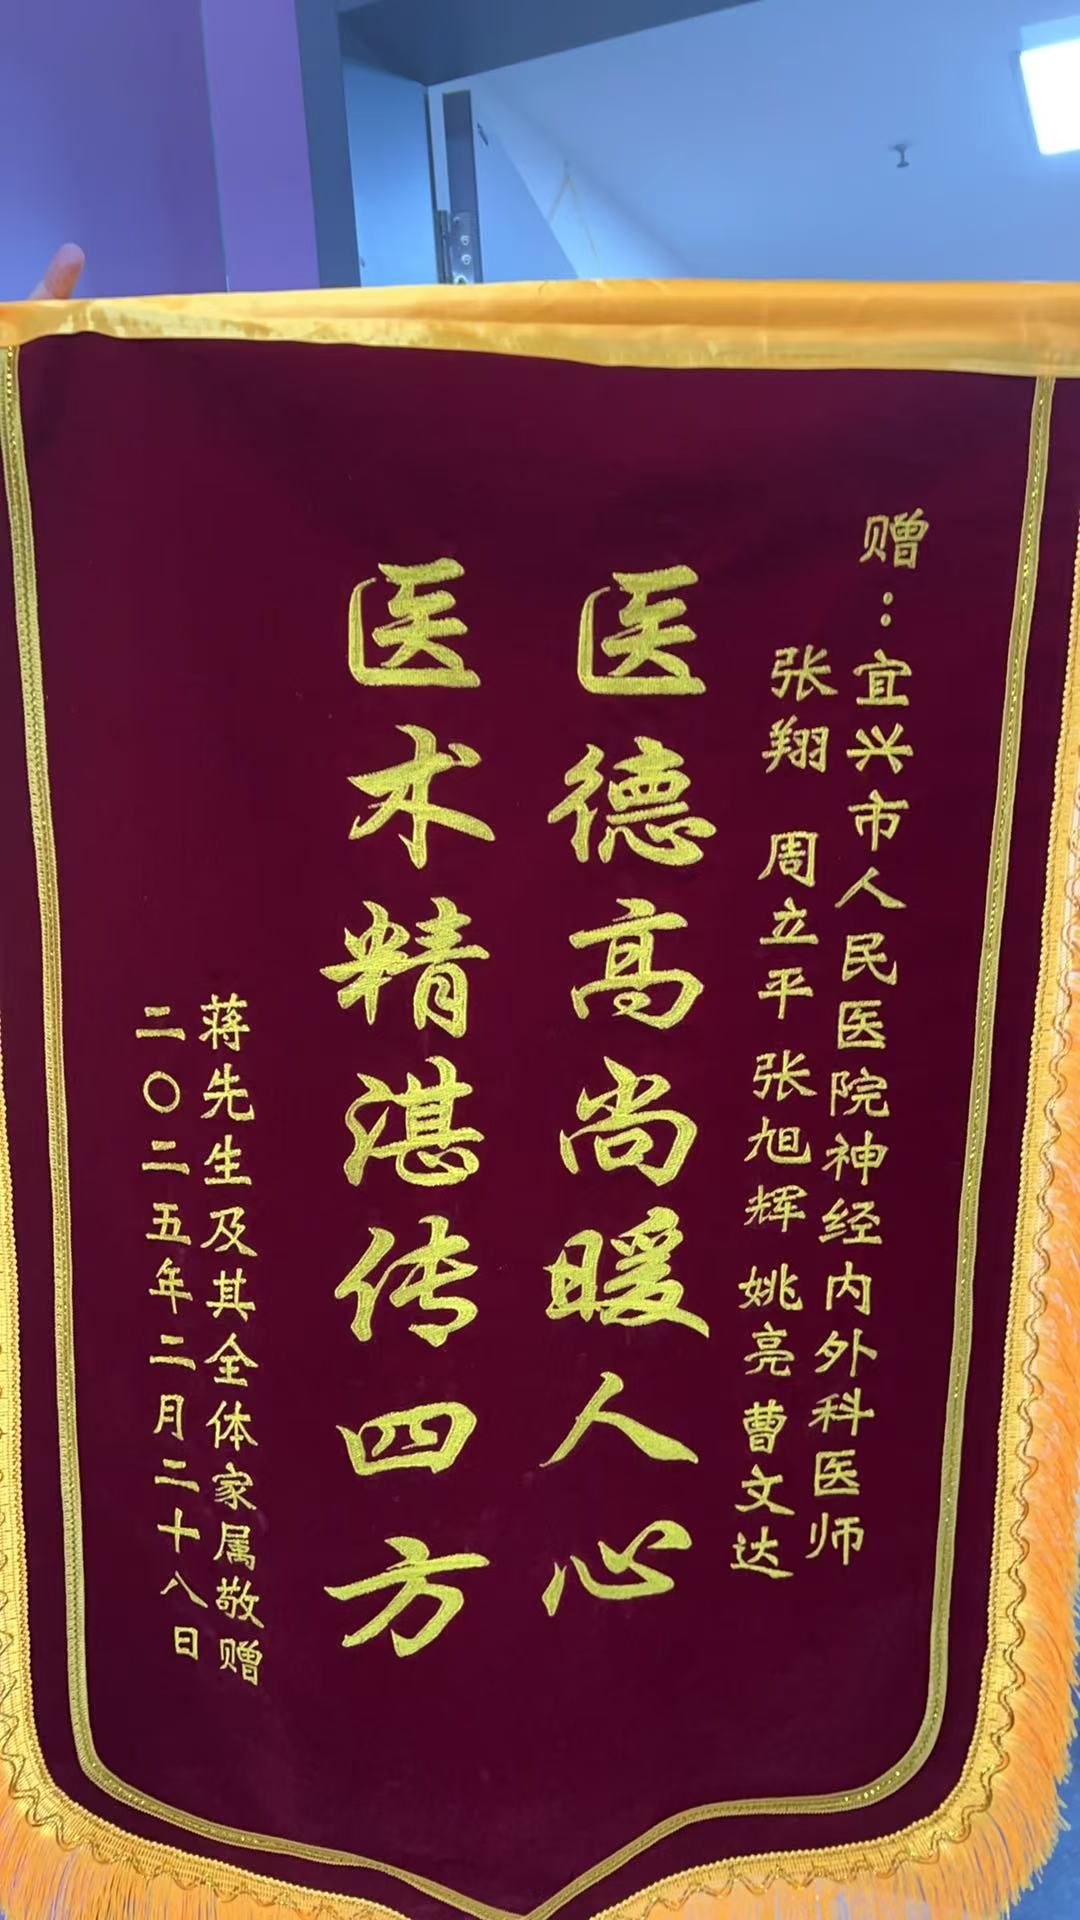 赠：宜兴市人民医院神经内外科医师
张翔 周立平 张旭辉 姚亮 曹文达
医德高尚暖人心
医术精湛传四方
蒋先生及其全体家属敬赠
二〇二五年二月二十八日